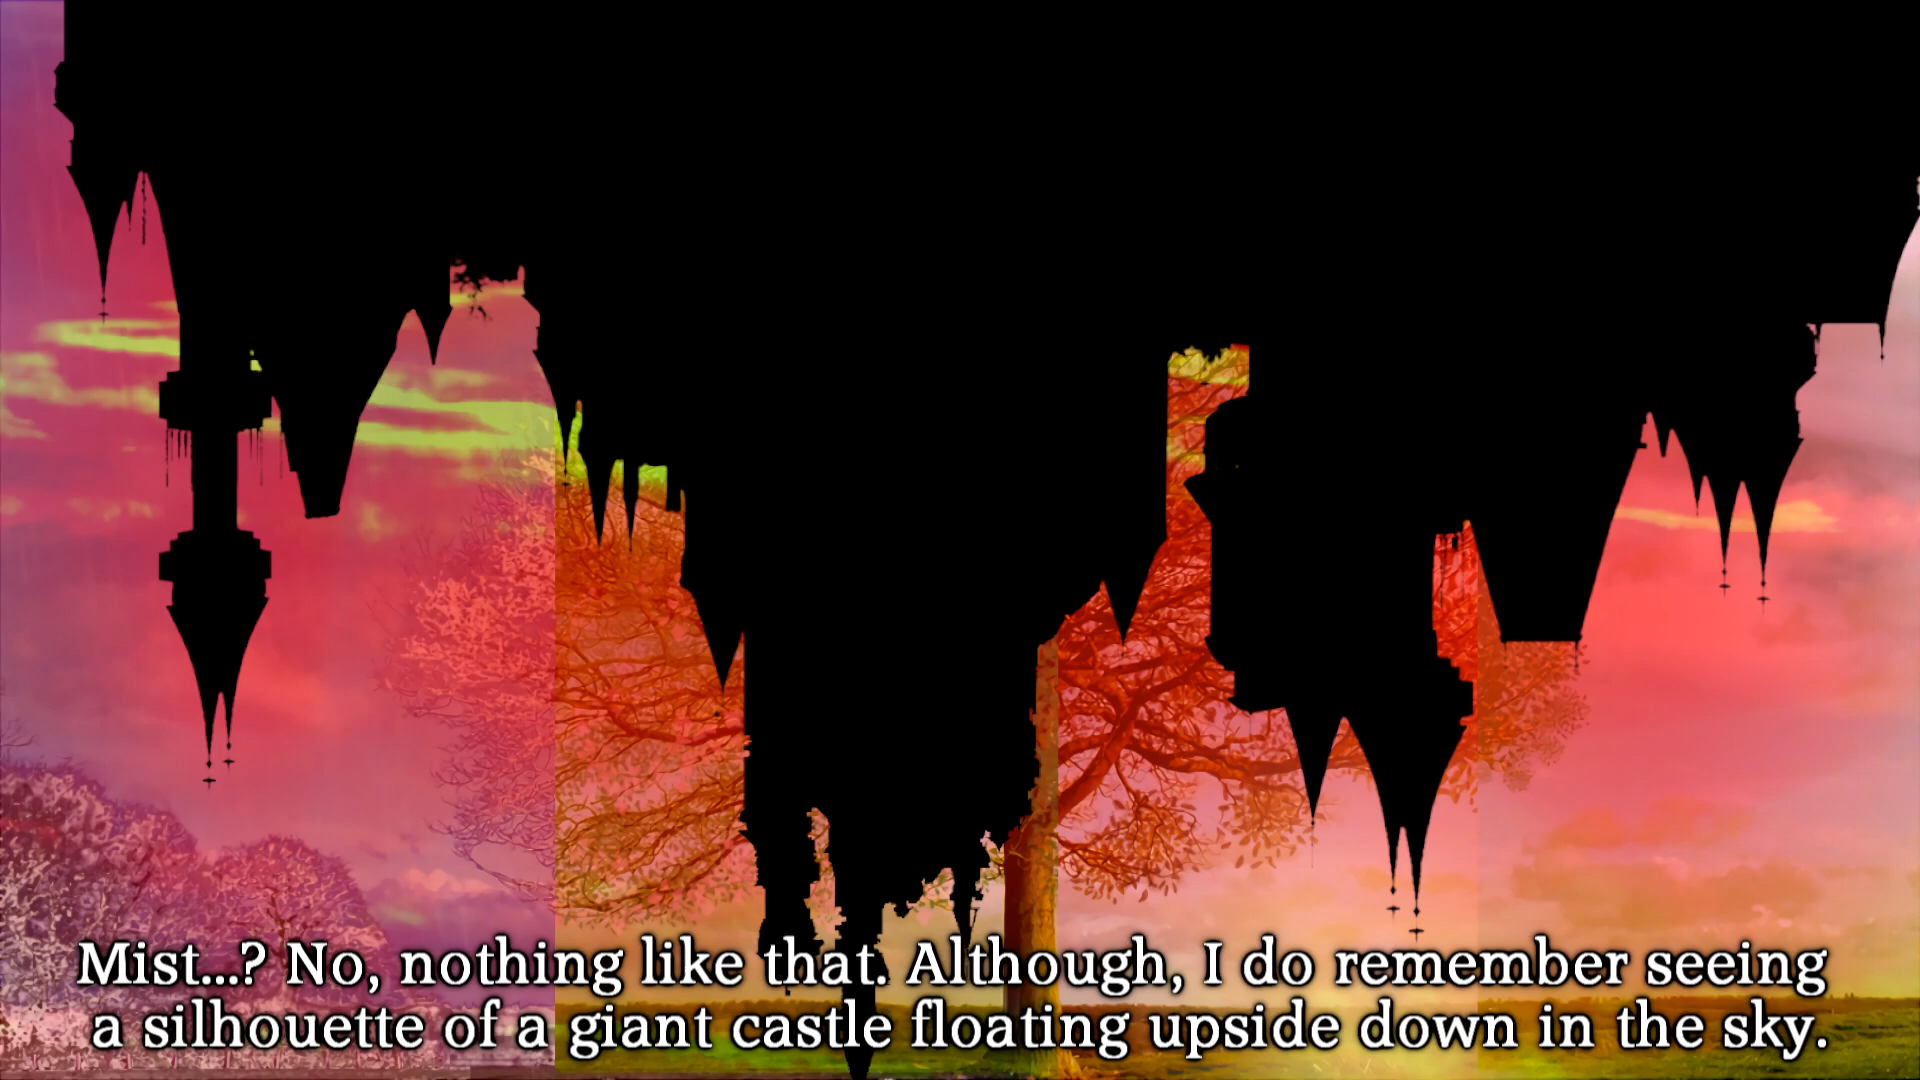 Mist...? No, nothing like that. Although, I do remember seeing
a silhouette of a giant castle floating upside down in the sky.